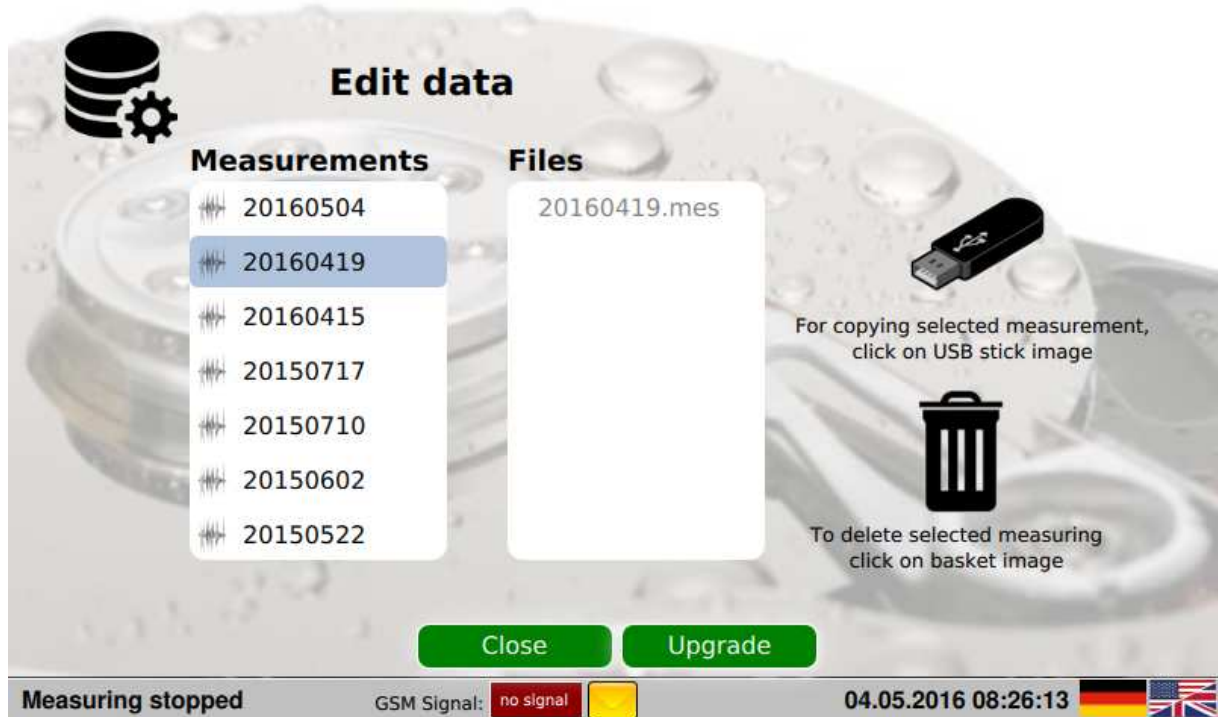 Edit data
Measurements
Files
20160504
20160419
20160415
20150717
20150710
20150602
20150522
20160419.mes
For copying selected measurement,
click on USB stick image
To delete selected measuring
click on basket image
Close
Upgrade
Measuring stopped
GSM Signal:
no signal
04.05.2016 08:26:13